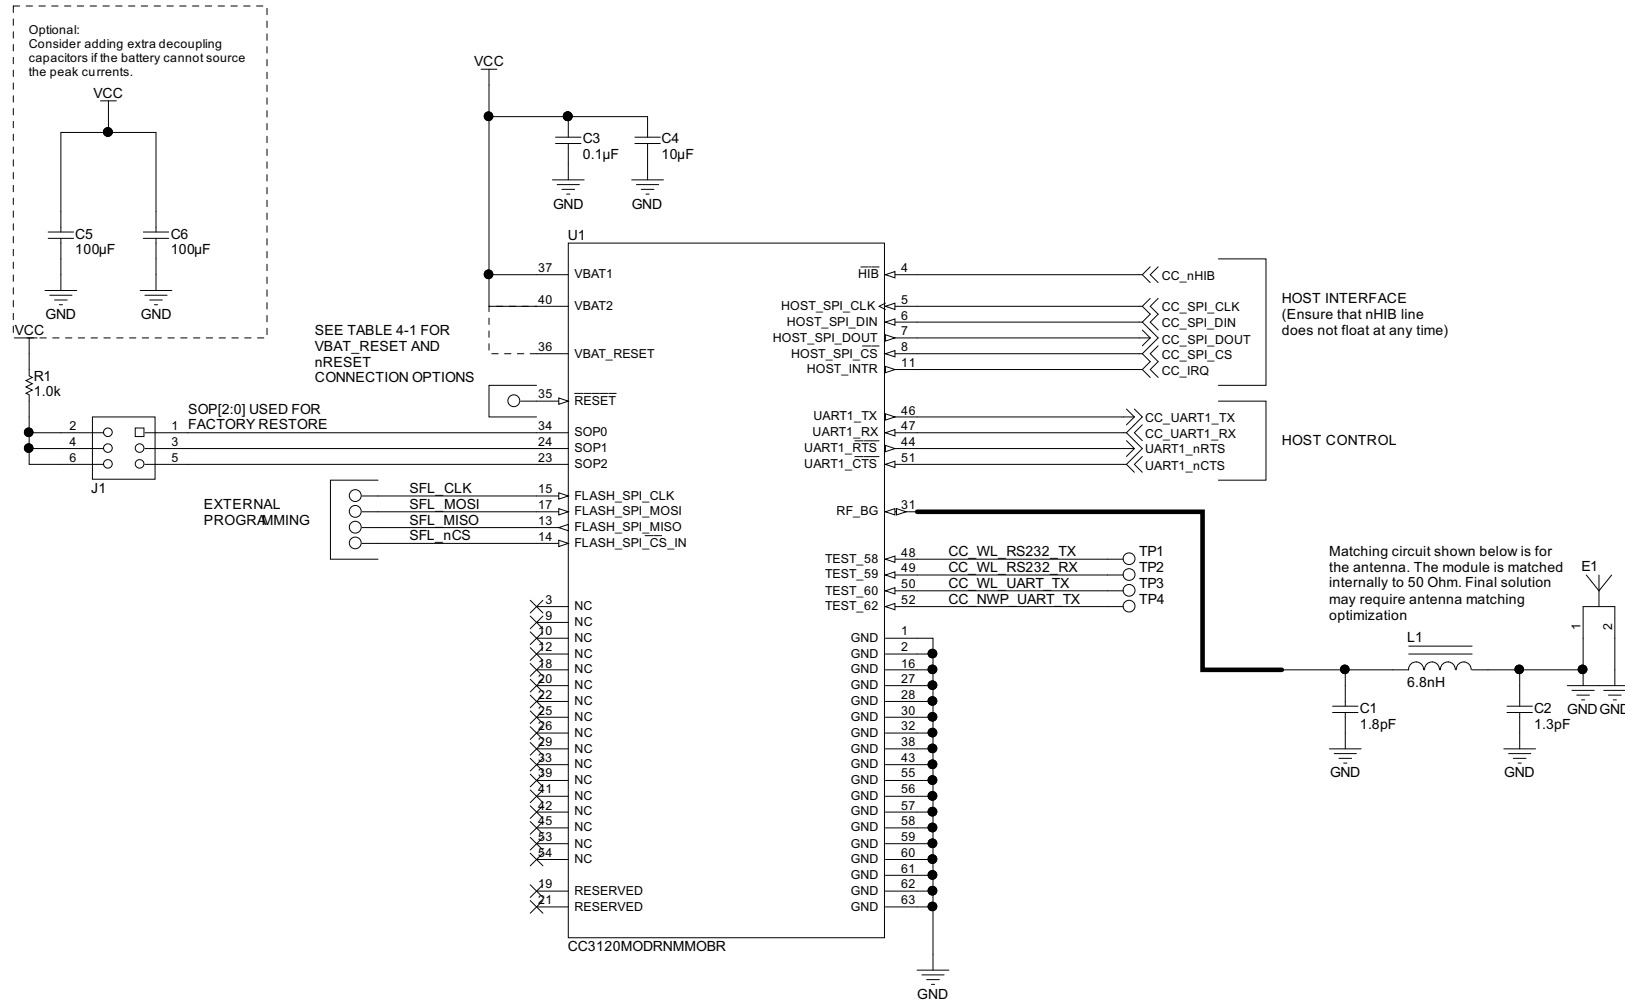 Optional:
Consider adding extra decoupling
capacitors if the battery cannot source
the peak currents.
VCC
C5
100µF
C6
100µF
GND
GND
VCC
R1
1.0k
VCC
C3
0.1µF
C4
10µF
GND
GND
SEE TABLE 4-1 FOR
VBAT_RESET AND
nRESET
CONNECTION OPTIONS
SOP[2:0] USED FOR
FACTORY RESTORE
2 1
4 3
6 5
J1
EXTERNAL
PROGRAMMING
SFL_CLK
SFL_MOSI
SFL_MISO
SFL_nCS
U1
37 VBAT1
40 VBAT2
36 VBAT_RESET
35 RESET
34 SOP0
24 SOP1
23 SOP2
15 FLASH_SPI_CLK
17 FLASH_SPI_MOSI
13 FLASH_SPI_MISO
14 FLASH_SPI_CS_IN
3 NC
9 NC
10 NC
12 NC
18 NC
20 NC
22 NC
25 NC
26 NC
29 NC
33 NC
39 NC
41 NC
42 NC
45 NC
53 NC
54 NC
19 RESERVED
21 RESERVED
CC3120MODRNMMOBR
HIB 4 CC_nHIB
HOST_SPI_CLK 5 CC_SPI_CLK
HOST_SPI_DIN 6 CC_SPI_DIN
HOST_SPI_DOUT 7 CC_SPI_DOUT
HOST_SPI_CS 8 CC_SPI_CS
HOST_INTR 11 CC_IRQ
HOST INTERFACE
(Ensure that nHIB line
does not float at any time)
UART1_TX 46 CC_UART1_TX
UART1_RX 47 CC_UART1_RX
UART1_RTS 44 UART1_nRTS
UART1_CTS 51 UART1_nCTS
HOST CONTROL
RF_BG 31
TEST_58 48 CC_WL_RS232_TX TP1
TEST_59 49 CC_WL_RS232_RX TP2
TEST_60 50 CC_WL_UART_TX TP3
TEST_62 52 CC_NWP_UART_TX TP4
GND 1
GND 2
GND 16
GND 27
GND 28
GND 30
GND 32
GND 38
GND 43
GND 55
GND 56
GND 57
GND 58
GND 59
GND 60
GND 61
GND 62
GND 63
GND
Matching circuit shown below is for
the antenna. The module is matched
internally to 50 Ohm. Final solution
may require antenna matching
optimization
E1
1
2
L1
6.8nH
C1
1.8pF
GND
C2
1.3pF
GND
GND
GND